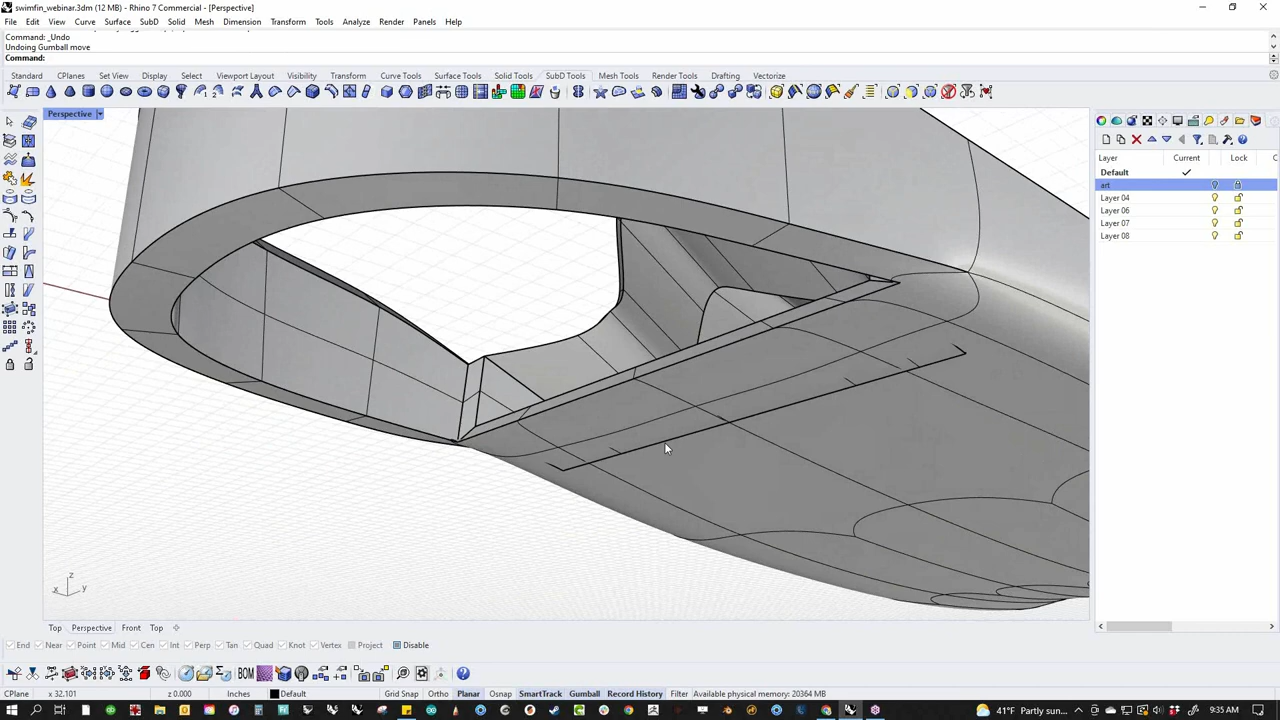 swimfin_webinar.3dm (12 MB) - Rhino 7 Commercial - [Perspective]
File Edit View Curve Surface SubD Solid Mesh Dimension Transform Tools Analyze Render Panels Help
Command: _Undo
Undoing Gumball move
Command:
Standard CPlanes Set View Display Select Viewport Layout Visibility Transform Curve Tools Surface Tools Solid Tools SubD Tools Mesh Tools Render Tools Drafting Vectorize
Perspective
Layer Current Lock C
Default
art
Layer 04
Layer 06
Layer 07
Layer 08
z
x y
Top Perspective Front Top
End Near Point Mid Cen Int Perp Tan Quad Knot Vertex Project Disable
BOM
CPlane x 32.101 z 0.000 Inches Default Grid Snap Ortho Planar Osnap SmartTrack Gumball Record History Filter Available physical memory: 20364 MB
41°F Partly sun... 9:35 AM